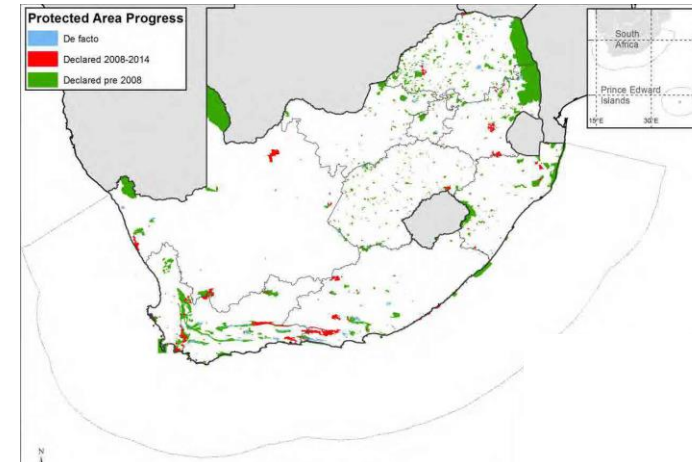 Protected Area Progress
De facto
Declared 2008-2014
Declared pre 2008
South
Africa
Prince Edward
Islands
15°E
30°E
N